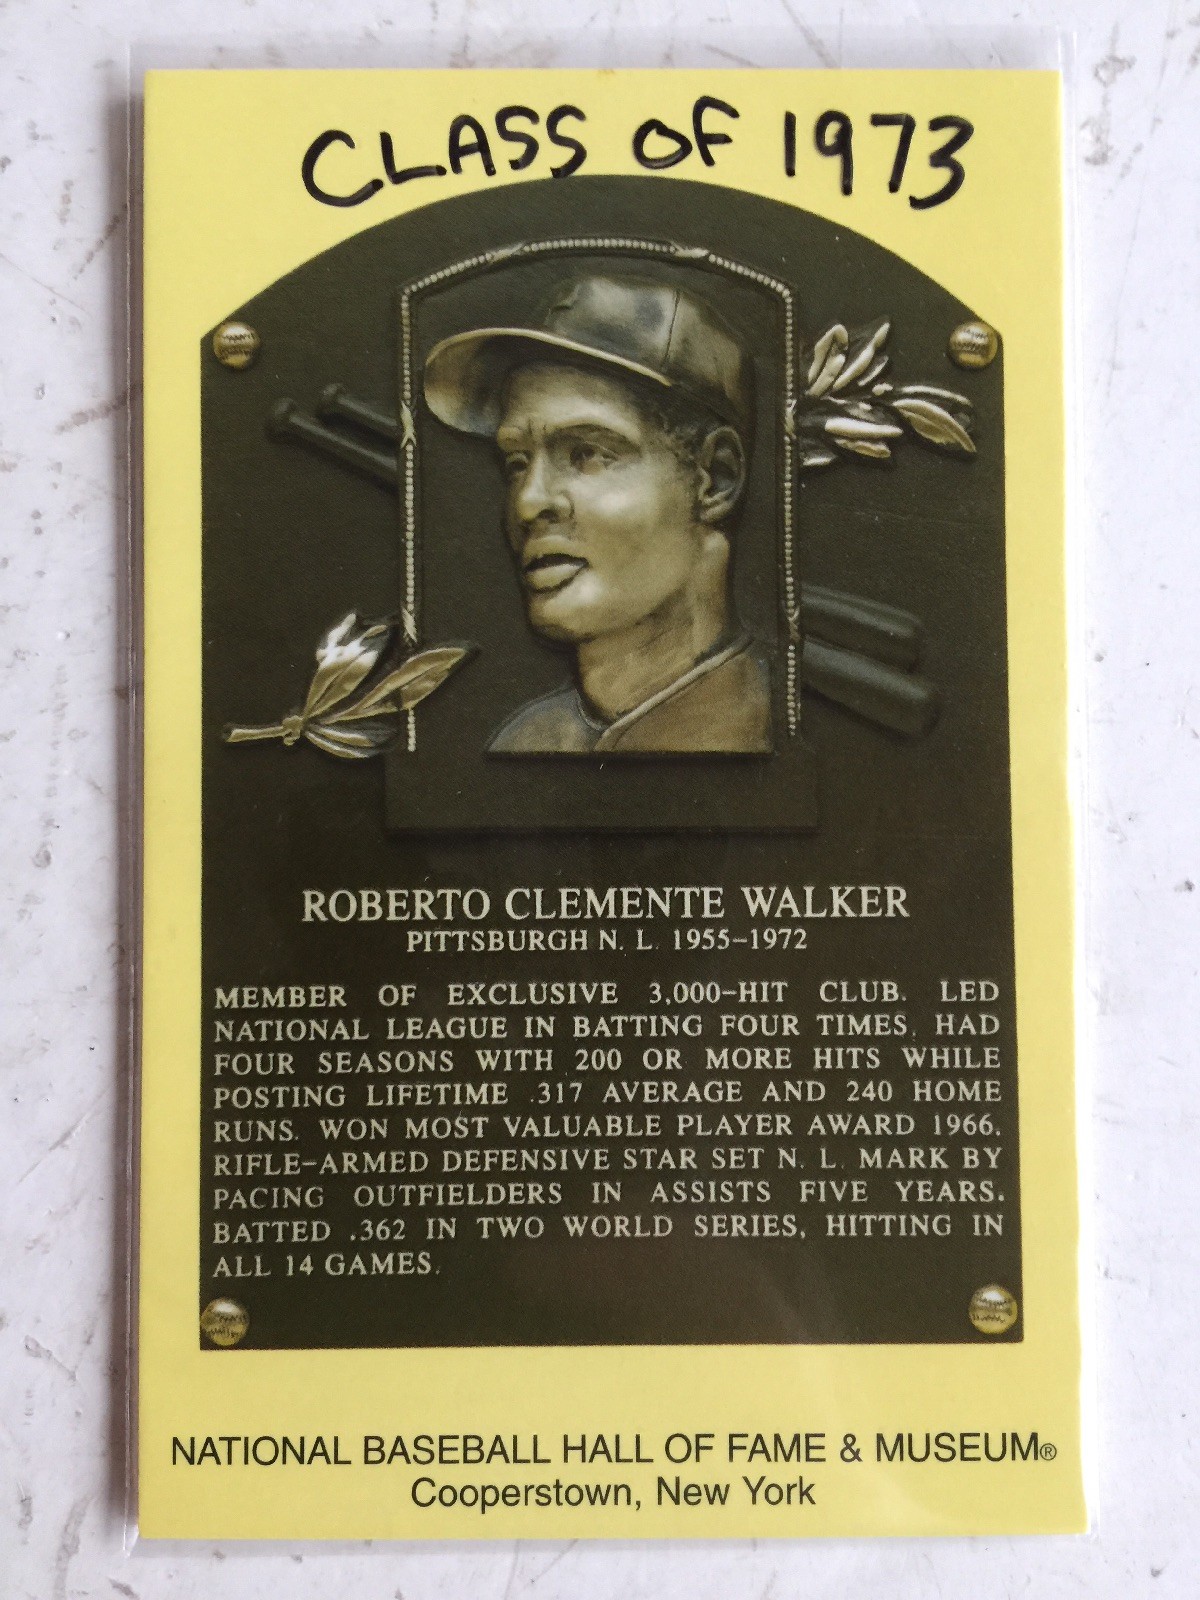 CLASS OF 1973
ROBERTO CLEMENTE WALKER
PITTSBURGH N. L. 1955–1972
MEMBER OF EXCLUSIVE 3,000–HIT CLUB. LED
NATIONAL LEAGUE IN BATTING FOUR TIMES. HAD
FOUR SEASONS WITH 200 OR MORE HITS WHILE
POSTING LIFETIME .317 AVERAGE AND 240 HOME
RUNS. WON MOST VALUABLE PLAYER AWARD 1966.
RIFLE–ARMED DEFENSIVE STAR SET N. L. MARK BY
PACING OUTFIELDERS IN ASSISTS FIVE YEARS.
BATTED .362 IN TWO WORLD SERIES, HITTING IN
ALL 14 GAMES.
NATIONAL BASEBALL HALL OF FAME & MUSEUM®
Cooperstown, New York